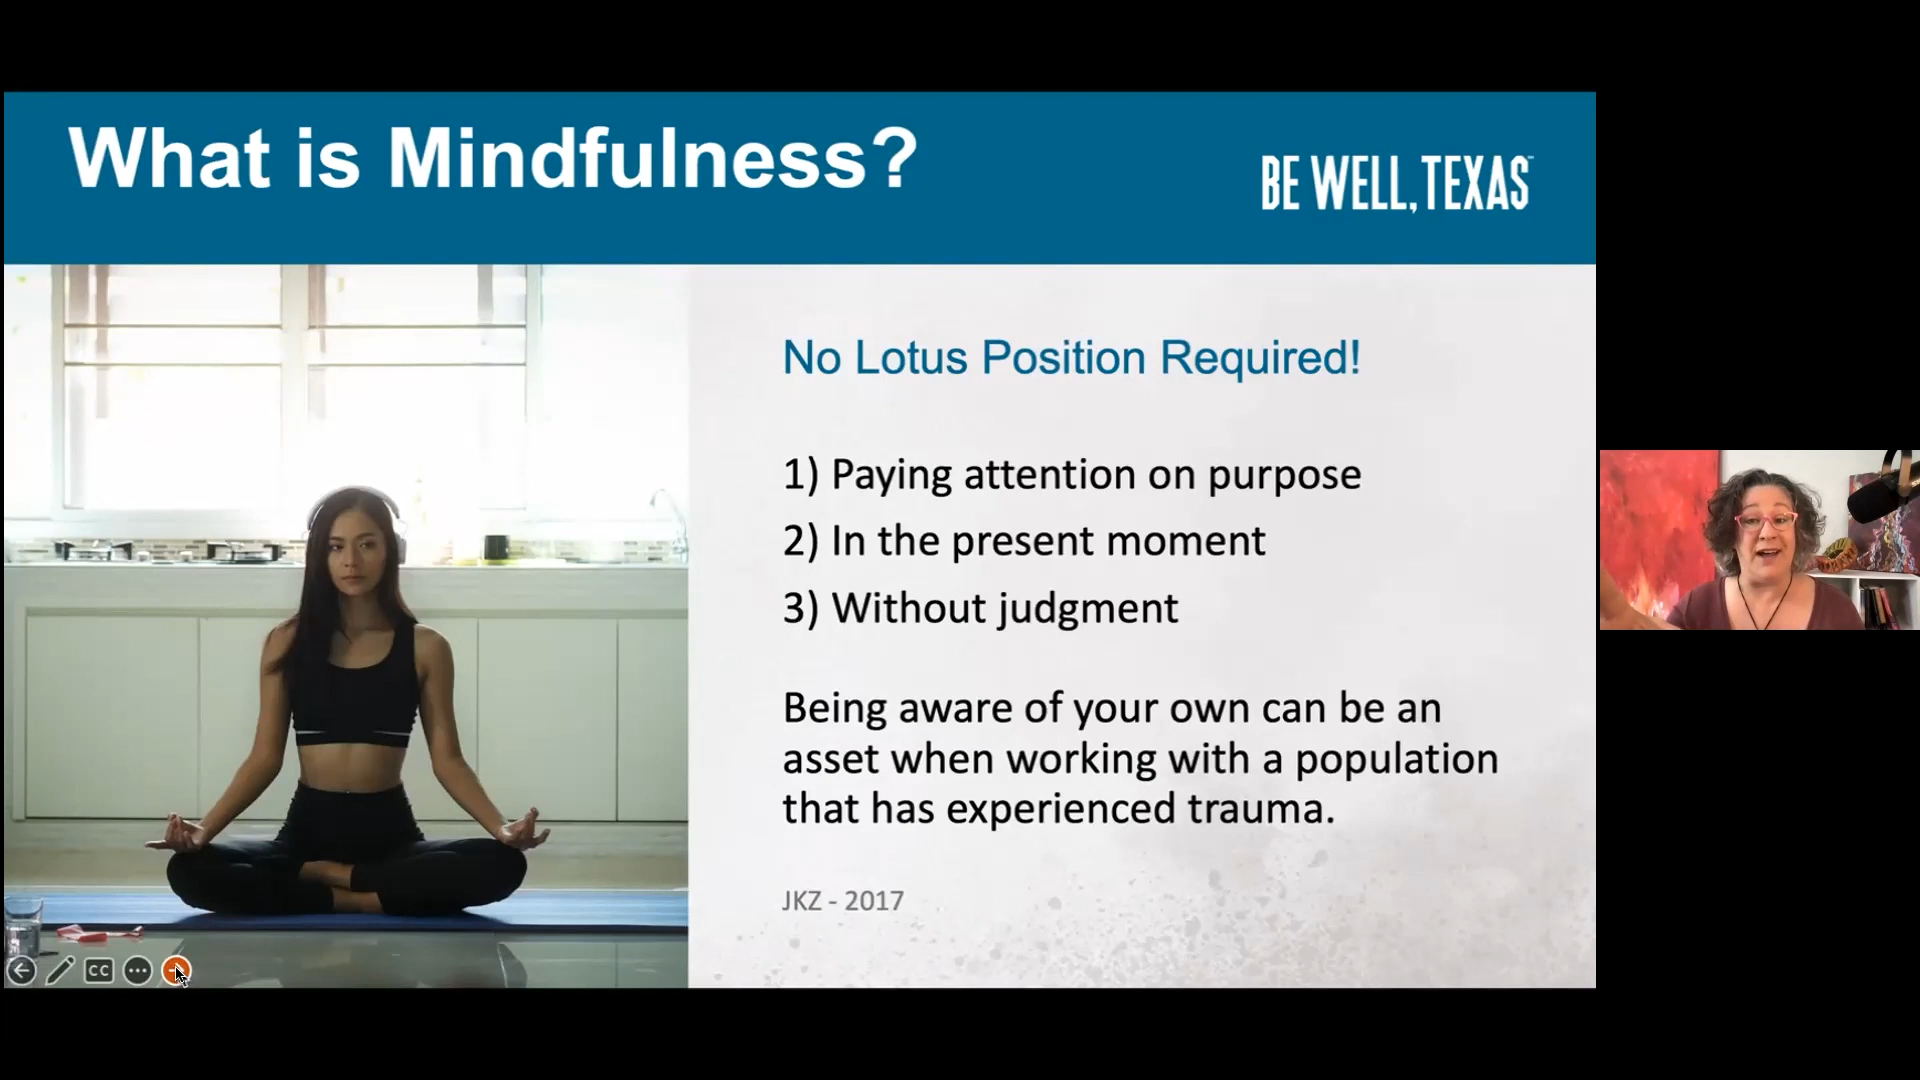 What is Mindfulness?
BE WELL, TEXAS™
No Lotus Position Required!
1) Paying attention on purpose
2) In the present moment
3) Without judgment
Being aware of your own can be an
asset when working with a population
that has experienced trauma.
JKZ - 2017
CC